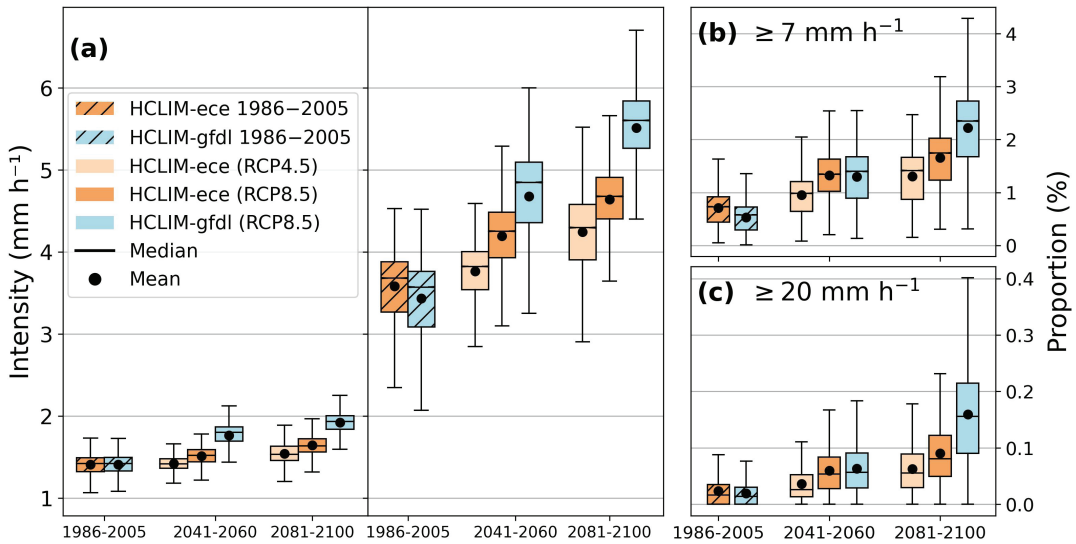 (a)
HCLIM-ece 1986−2005
HCLIM-gfdl 1986−2005
HCLIM-ece (RCP4.5)
HCLIM-ece (RCP8.5)
HCLIM-gfdl (RCP8.5)
Median
Mean
Intensity (mm h⁻¹)
6
5
4
3
2
1
1986-2005
2041-2060
2081-2100
1986-2005
2041-2060
2081-2100
(b) ≥ 7 mm h⁻¹
4
3
2
1
0
(c) ≥ 20 mm h⁻¹
0.4
0.3
0.2
0.1
0.0
Proportion (%)
1986-2005
2041-2060
2081-2100